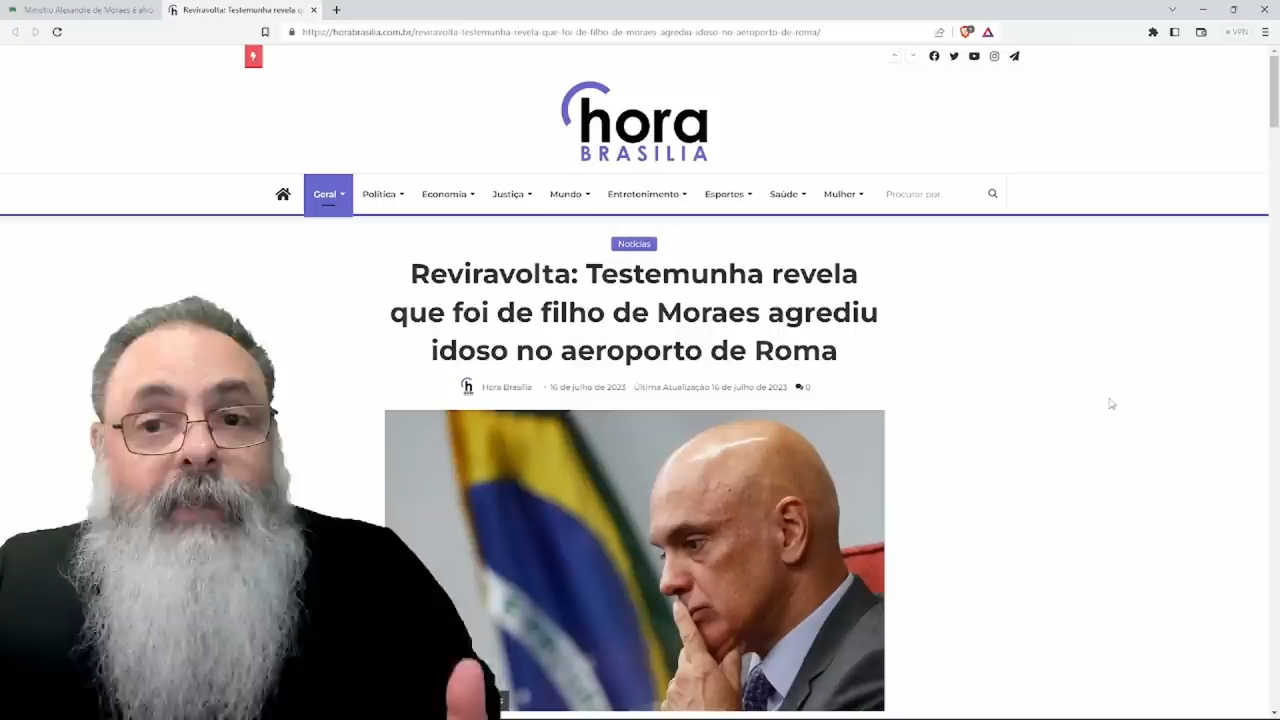 Ministro Alexandre de Moraes é alvo
Reviravolta: Testemunha revela q
https://horabrasilia.com.br/reviravolta-testemunha-revela-que-foi-de-filho-de-moraes-agrediu-idoso-no-aeroporto-de-roma/
VPN
hora
BRASILIA
Geral Política Economia Justiça Mundo Entretenimento Esportes Saúde Mulher Procurar por
Notícias
Reviravolta: Testemunha revela
que foi de filho de Moraes agrediu
idoso no aeroporto de Roma
h Hora Brasília · 16 de julho de 2023 Última Atualização 16 de julho de 2023 0